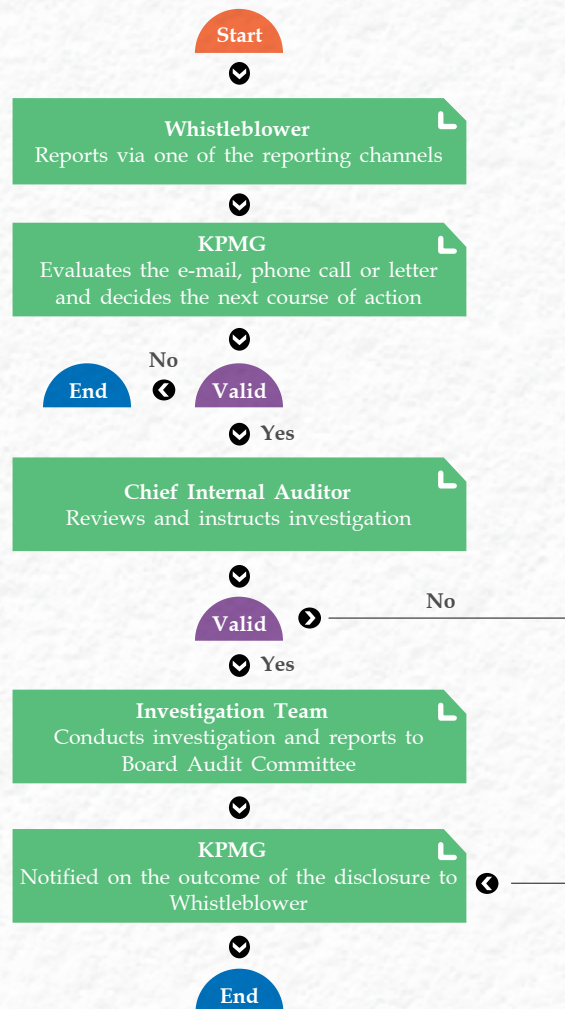 Start
Whistleblower
Reports via one of the reporting channels
KPMG
Evaluates the e-mail, phone call or letter
and decides the next course of action
No
End
Valid
Yes
Chief Internal Auditor
Reviews and instructs investigation
Valid
No
Yes
Investigation Team
Conducts investigation and reports to
Board Audit Committee
KPMG
Notified on the outcome of the disclosure to
Whistleblower
End